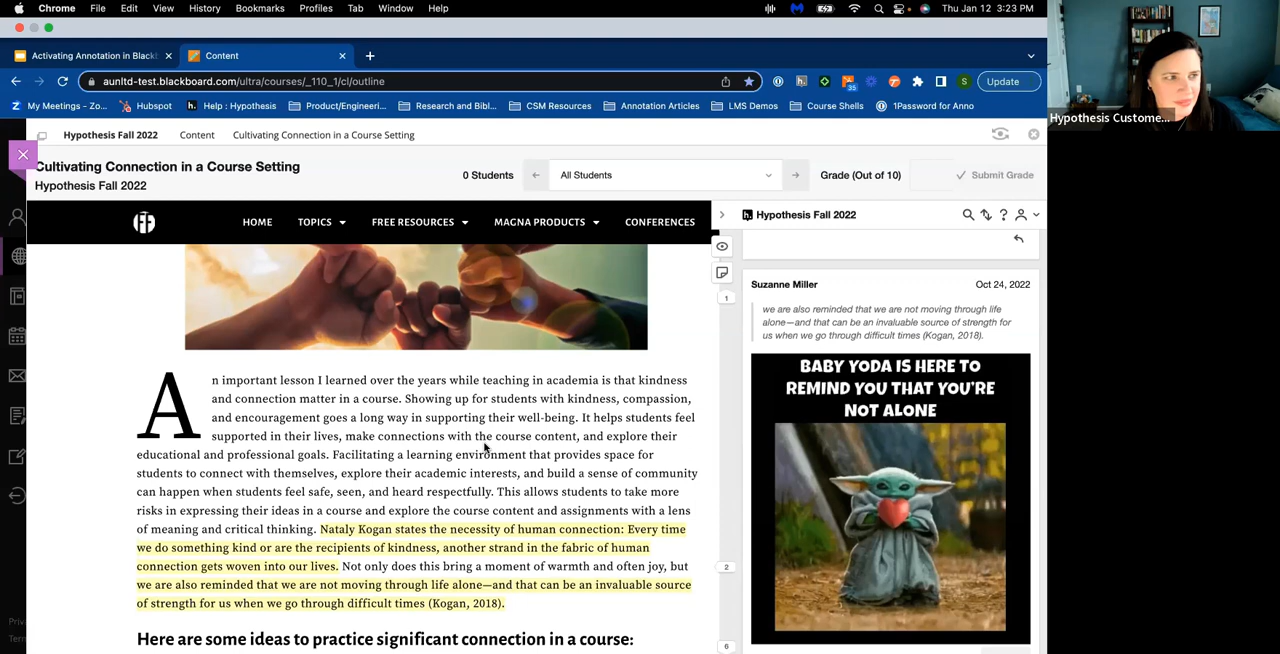 Chrome File Edit View History Bookmarks Profiles Tab Window Help Thu Jan 12 3:23 PM
Activating Annotation in Blackb Content
aunltd-test.blackboard.com/ultra/courses/_110_1/cl/outline 35 S Update
My Meetings - Zo... Hubspot Help : Hypothesis Product/Engineeri... Research and Bibl... CSM Resources Annotation Articles LMS Demos Course Shells 1Password for Anno
Hypothesis Custome...
Hypothesis Fall 2022 Content Cultivating Connection in a Course Setting
Cultivating Connection in a Course Setting
Hypothesis Fall 2022
0 Students All Students Grade (Out of 10) Submit Grade
HOME TOPICS FREE RESOURCES MAGNA PRODUCTS CONFERENCES
An important lesson I learned over the years while teaching in academia is that kindness
and connection matter in a course. Showing up for students with kindness, compassion,
and encouragement goes a long way in supporting their well-being. It helps students feel
supported in their lives, make connections with the course content, and explore their
educational and professional goals. Facilitating a learning environment that provides space for
students to connect with themselves, explore their academic interests, and build a sense of community
can happen when students feel safe, seen, and heard respectfully. This allows students to take more
risks in expressing their ideas in a course and explore the course content and assignments with a lens
of meaning and critical thinking. Nataly Kogan states the necessity of human connection: Every time
we do something kind or are the recipients of kindness, another strand in the fabric of human
connection gets woven into our lives. Not only does this bring a moment of warmth and often joy, but
we are also reminded that we are not moving through life alone—and that can be an invaluable source
of strength for us when we go through difficult times (Kogan, 2018).
Here are some ideas to practice significant connection in a course:
1
2
6
Hypothesis Fall 2022
Suzanne Miller Oct 24, 2022
we are also reminded that we are not moving through life
alone—and that can be an invaluable source of strength for
us when we go through difficult times (Kogan, 2018).
BABY YODA IS HERE TO
REMIND YOU THAT YOU'RE
NOT ALONE
Priv
Term